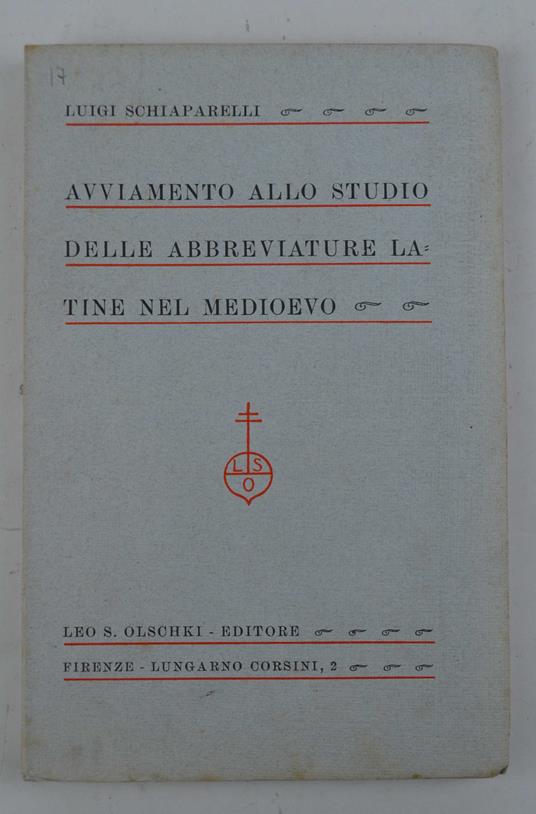 17
LUIGI SCHIAPARELLI
AVVIAMENTO ALLO STUDIO
DELLE ABBREVIATURE LA=
TINE NEL MEDIOEVO
L S
O
LEO S. OLSCHKI - EDITORE
FIRENZE - LUNGARNO CORSINI, 2